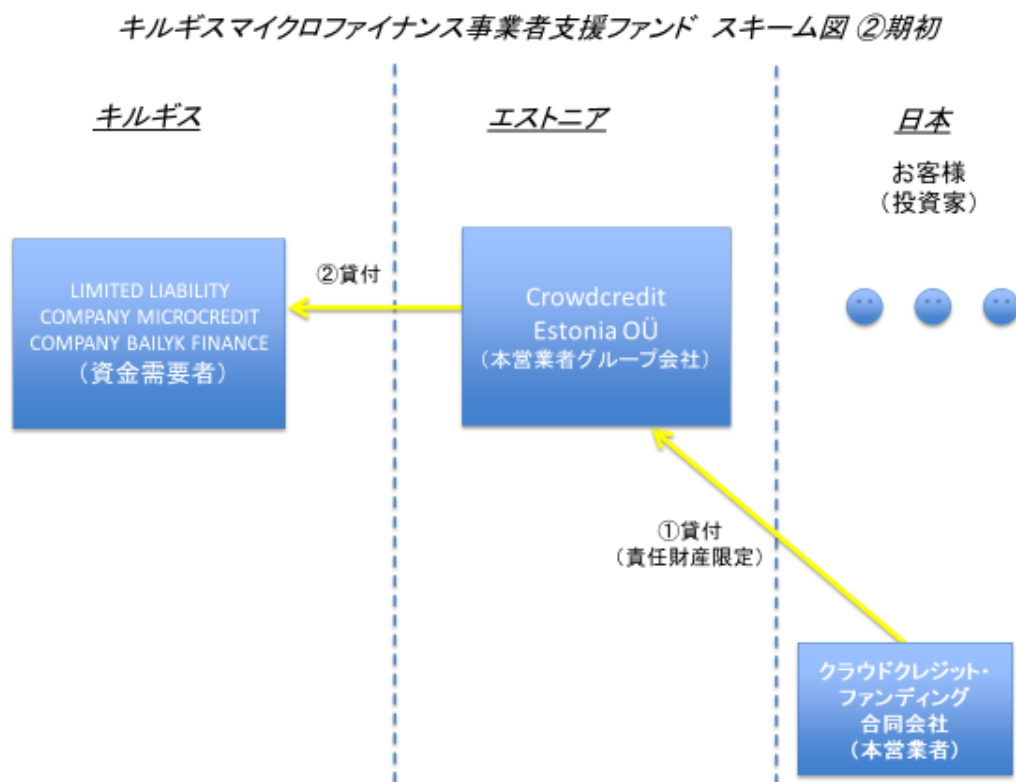 キルギスマイクロファイナンス事業者支援ファンド スキーム図 ②期初
キルギス
エストニア
日本
お客様
（投資家）
②貸付
LIMITED LIABILITY
COMPANY MICROCREDIT
COMPANY BAILYK FINANCE
（資金需要者）
Crowdcredit
Estonia OÜ
（本営業者グループ会社）
①貸付
（責任財産限定）
クラウドクレジット・
ファンディング
合同会社
（本営業者）